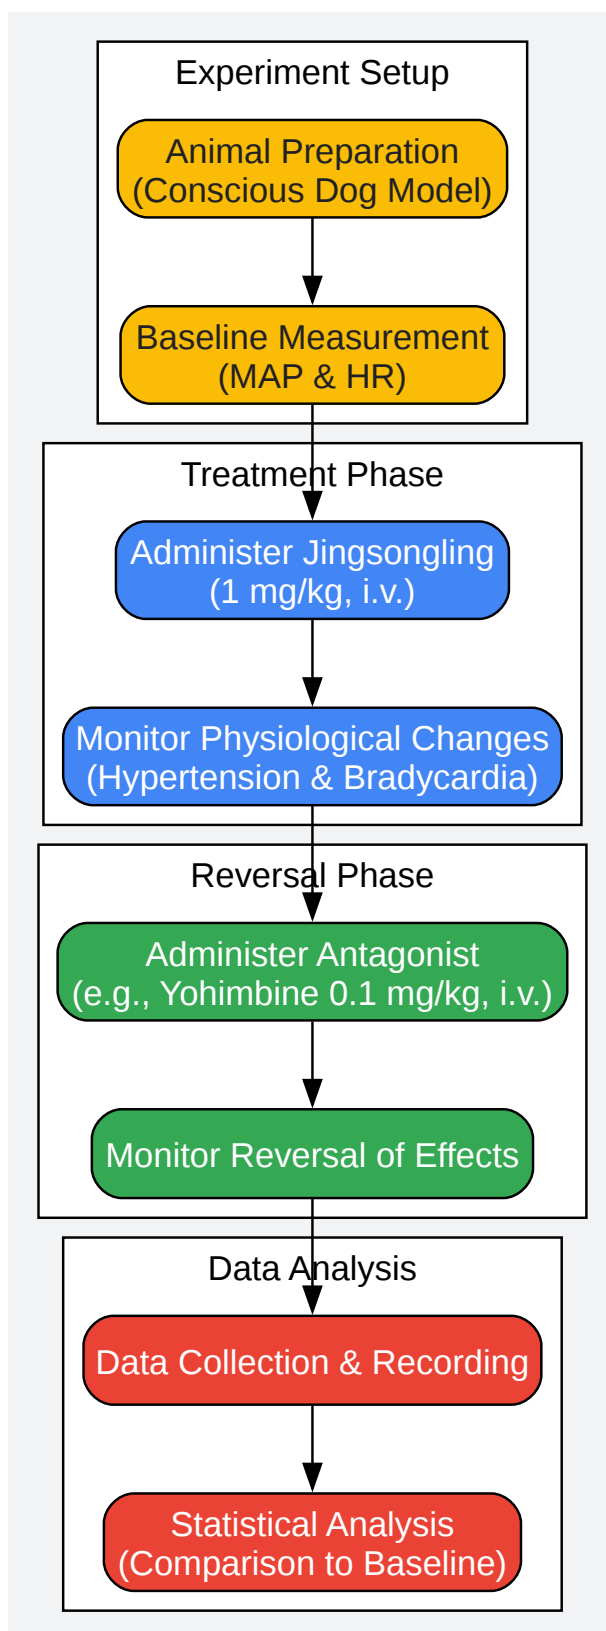 Experiment Setup
Animal Preparation
(Conscious Dog Model)
Baseline Measurement
(MAP & HR)
Treatment Phase
Administer Jingsongling
(1 mg/kg, i.v.)
Monitor Physiological Changes
(Hypertension & Bradycardia)
Reversal Phase
Administer Antagonist
(e.g., Yohimbine 0.1 mg/kg, i.v.)
Monitor Reversal of Effects
Data Analysis
Data Collection & Recording
Statistical Analysis
(Comparison to Baseline)